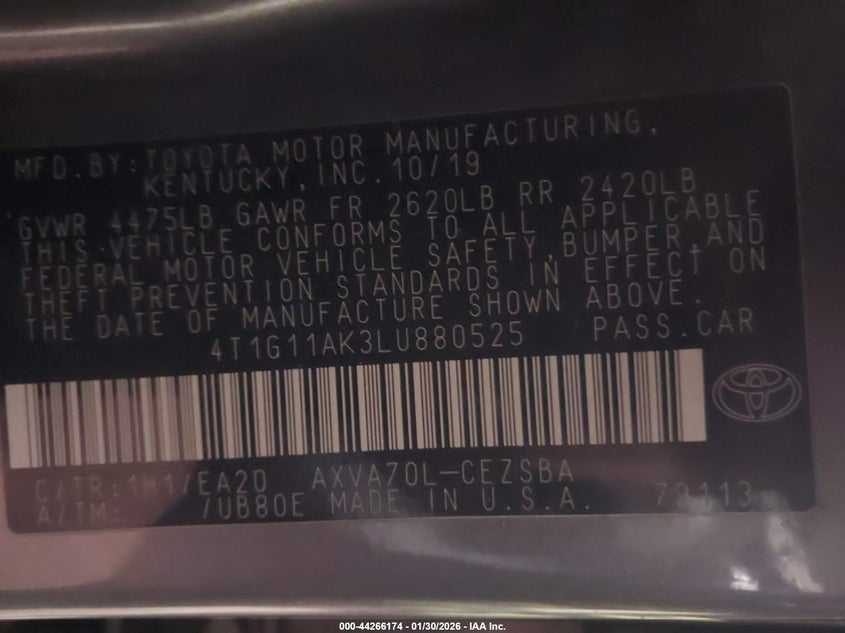 MFD.BY:TOYOTA MOTOR MANUFACTURING,
KENTUCKY,INC.10/19
GVWR 4475LB GAWR FR 2620LB RR 2420LB
THIS VEHICLE CONFORMS TO ALL APPLICABLE
FEDERAL MOTOR VEHICLE SAFETY,BUMPER,AND
THEFT PREVENTION STANDARDS IN EFFECT ON
THE DATE OF MANUFACTURE SHOWN ABOVE.
4T1G11AK3LU880525 PASS.CAR
C/TR:1H1/EA20 AXVA70L-CEZSBA
A/TM: /UB80E MADE IN U.S.A. 79113
000-44266174 - 01/30/2026 - IAA Inc.